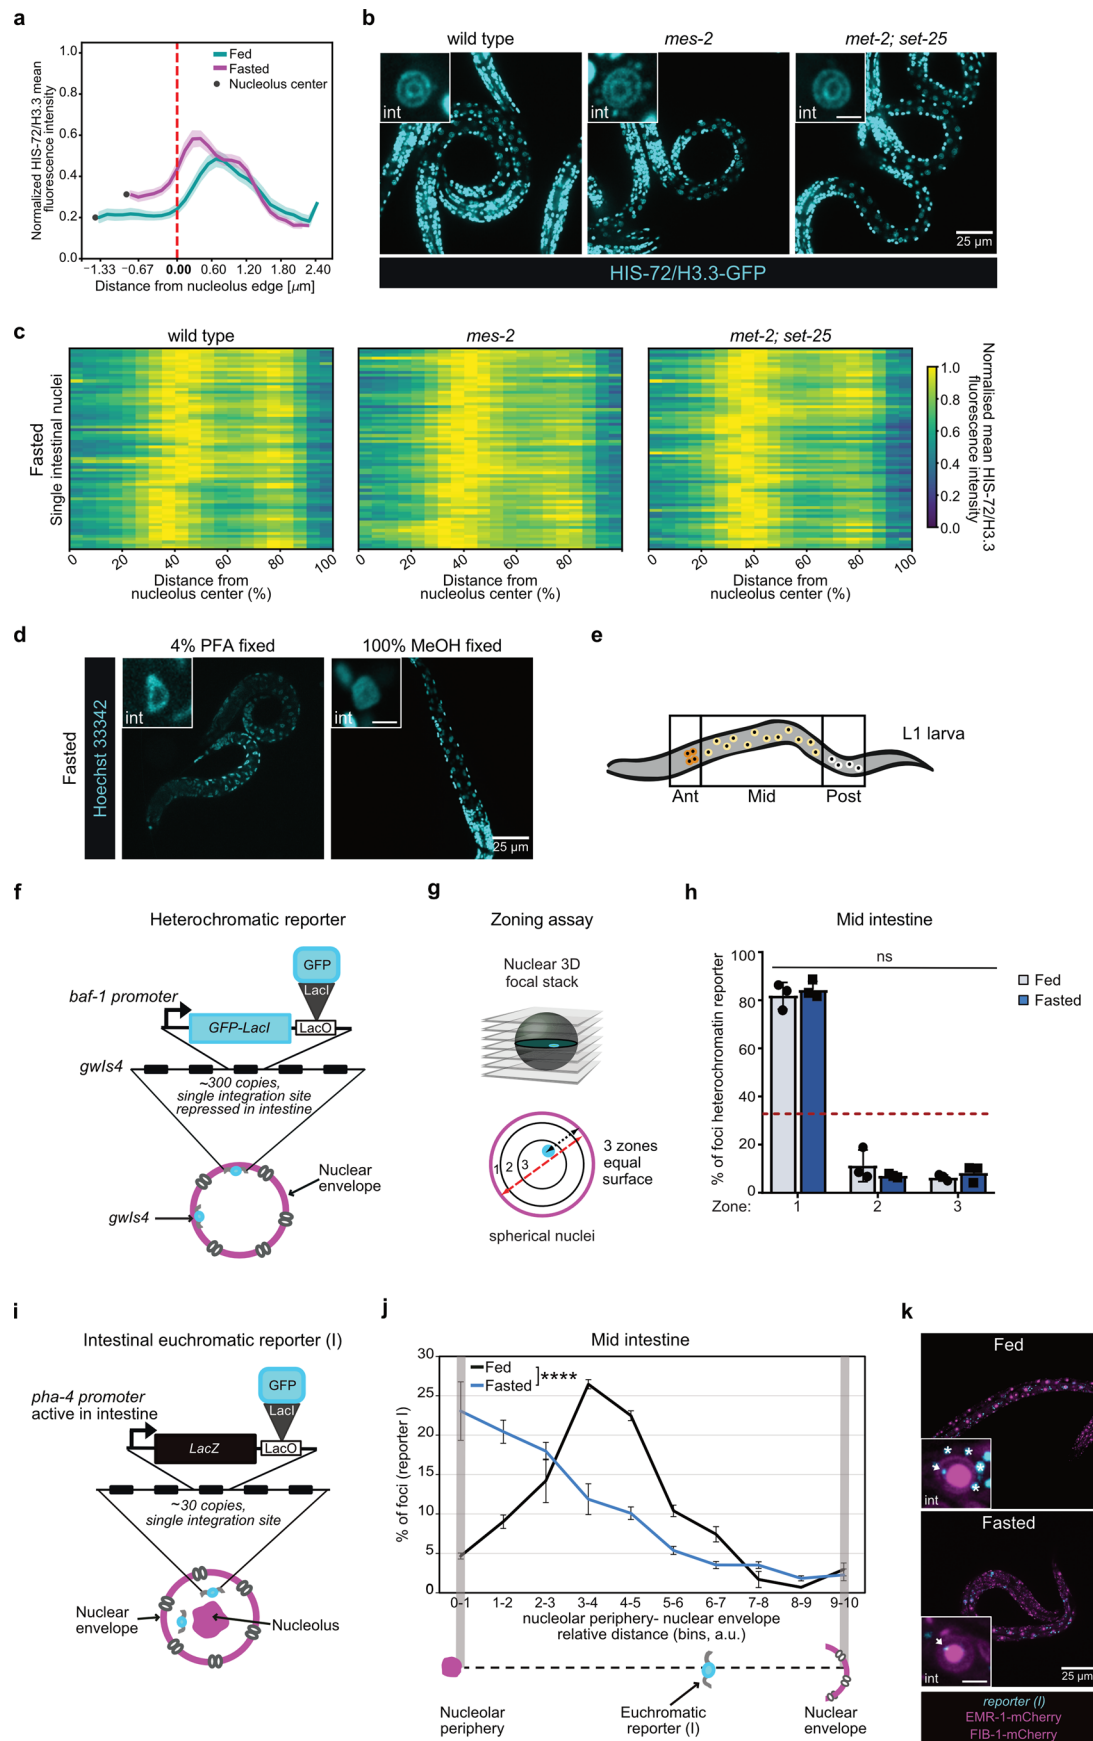 a
Normalized HIS-72/H3.3 mean
fluorescence intensity
1.0
0.8
0.6
0.4
0.2
0.0
Fed
Fasted
Nucleolus center
−1.33 −0.67 0.00 0.60 1.20 1.80 2.40
Distance from nucleolus edge [μm]
b
wild type
mes-2
met-2; set-25
int
int
int
25 μm
HIS-72/H3.3-GFP
c
wild type
mes-2
met-2; set-25
Fasted
Single intestinal nuclei
0 20 40 60 80 100
0 20 40 60 80
0 20 40 60 80 100
Distance from
nucleolus center (%)
Distance from
nucleolus center (%)
Distance from
nucleolus center (%)
1.0
0.8
0.6
0.4
0.2
0.0
Normalised mean HIS-72/H3.3
fluorescence intensity
d
4% PFA fixed
100% MeOH fixed
Fasted
Hoechst 33342
int
int
25 μm
e
L1 larva
Ant
Mid
Post
f
Heterochromatic reporter
GFP
LacI
baf-1 promoter
GFP-LacI
LacO
gwIs4
~300 copies,
single integration site
repressed in intestine
Nuclear
envelope
gwIs4
g
Zoning assay
Nuclear 3D
focal stack
1 2 3
3 zones
equal
surface
spherical nuclei
h
Mid intestine
% of foci heterochromatin reporter
100
80
60
40
20
0
ns
Fed
Fasted
Zone: 1 2 3
i
Intestinal euchromatic reporter (I)
GFP
LacI
pha-4 promoter
active in intestine
LacZ
LacO
~30 copies,
single integration site
Nuclear
envelope
Nucleolus
j
Mid intestine
% of foci (reporter I)
30
25
20
15
10
5
0
Fed
Fasted
****
0-1 1-2 2-3 3-4 4-5 5-6 6-7 7-8 8-9 9-10
nucleolar periphery- nuclear envelope
relative distance (bins, a.u.)
Nucleolar
periphery
Euchromatic
reporter (I)
Nuclear
envelope
k
Fed
* * * * *
int
Fasted
int
25 μm
reporter (I)
EMR-1-mCherry
FIB-1-mCherry